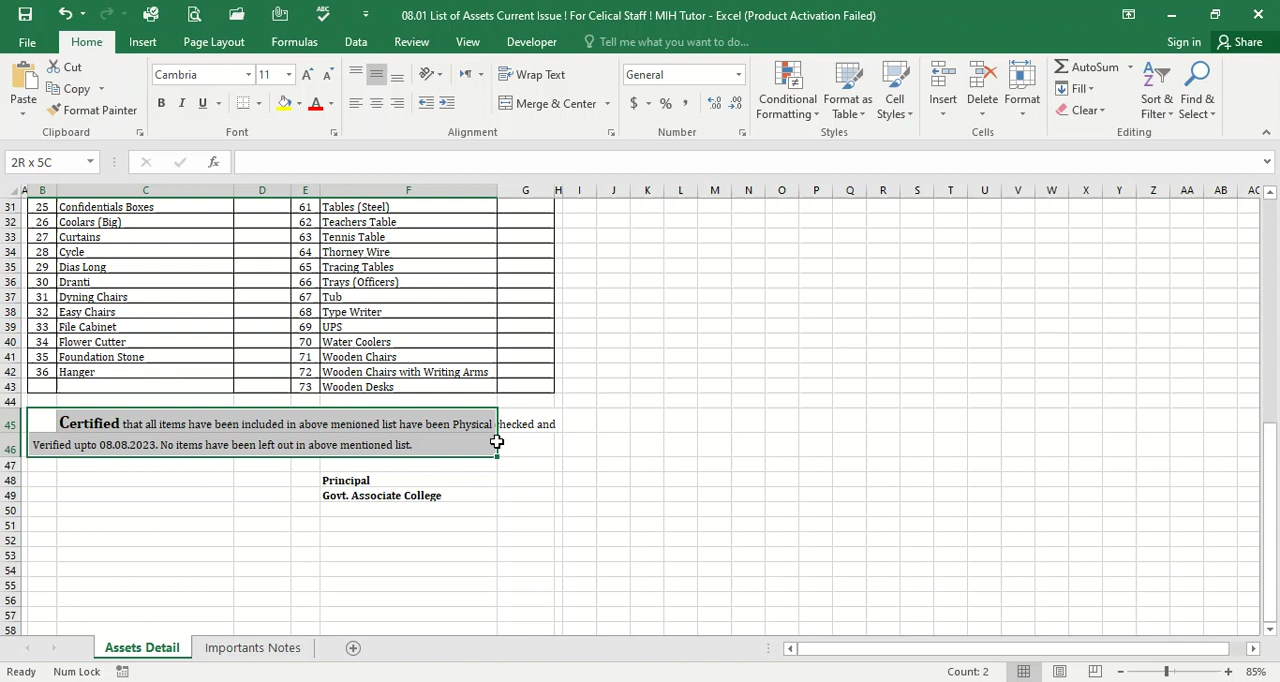 08.01 List of Assets Current Issue ! For Celical Staff ! MIH Tutor - Excel (Product Activation Failed)
File Home Insert Page Layout Formulas Data Review View Developer Tell me what you want to do... Sign in Share
Paste Cut Copy Format Painter Clipboard
Cambria 11 A A B I U A Font
Wrap Text Merge & Center Alignment
General $ % , .0 .00 .00 .0 Number
Conditional Formatting Format as Table Cell Styles Styles
Insert Delete Format Cells
AutoSum Fill Clear Sort & Filter Find & Select Editing
2R x 5C fx
A B C D E F G H I J K L M N O P Q R S T U V W X Y Z AA AB AC
31 25 Confidentials Boxes 61 Tables (Steel)
32 26 Coolars (Big) 62 Teachers Table
33 27 Curtains 63 Tennis Table
34 28 Cycle 64 Thorney Wire
35 29 Dias Long 65 Tracing Tables
36 30 Dranti 66 Trays (Officers)
37 31 Dyning Chairs 67 Tub
38 32 Easy Chairs 68 Type Writer
39 33 File Cabinet 69 UPS
40 34 Flower Cutter 70 Water Coolers
41 35 Foundation Stone 71 Wooden Chairs
42 36 Hanger 72 Wooden Chairs with Writing Arms
43 73 Wooden Desks
44
45 Certified that all items have been included in above menioned list have been Physical checked and
46 Verified upto 08.08.2023. No items have been left out in above mentioned list.
47
48 Principal
49 Govt. Associate College
50
51
52
53
54
55
56
57
58
Assets Detail Importants Notes
Ready Num Lock Count: 2 85%